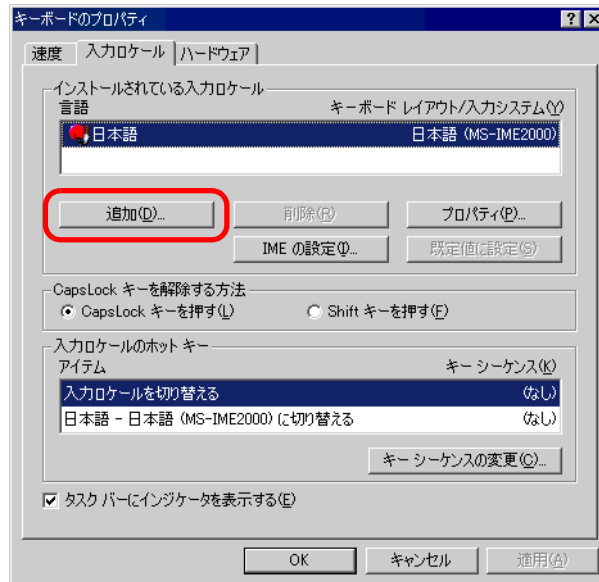 キーボードのプロパティ
速度 入力ロケール ハードウェア
インストールされている入力ロケール
言語 キーボード レイアウト/入力システム(Y)
日本語 日本語 (MS-IME2000)
追加(D)... 削除(R) プロパティ(P)...
IME の設定(I)... 既定値に設定(S)
CapsLock キーを解除する方法
CapsLock キーを押す(L) Shift キーを押す(F)
入力ロケールのホット キー
アイテム キー シーケンス(K)
入力ロケールを切り替える (なし)
日本語 - 日本語 (MS-IME2000) に切り替える (なし)
キー シーケンスの変更(C)...
タスク バーにインジケータを表示する(E)
OK キャンセル 適用(A)